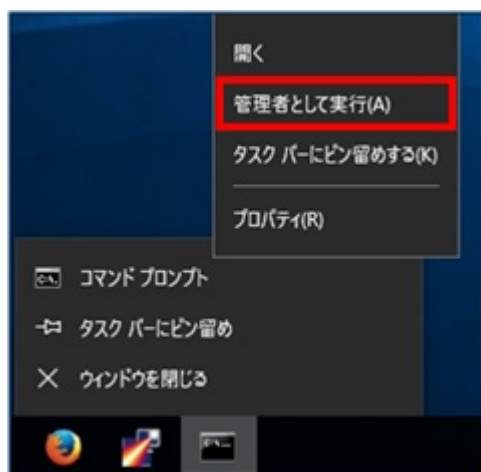 開く
管理者として実行(A)
タスク バーにピン留めする(K)
プロパティ(R)
コマンド プロンプト
タスク バーにピン留め
ウィンドウを閉じる